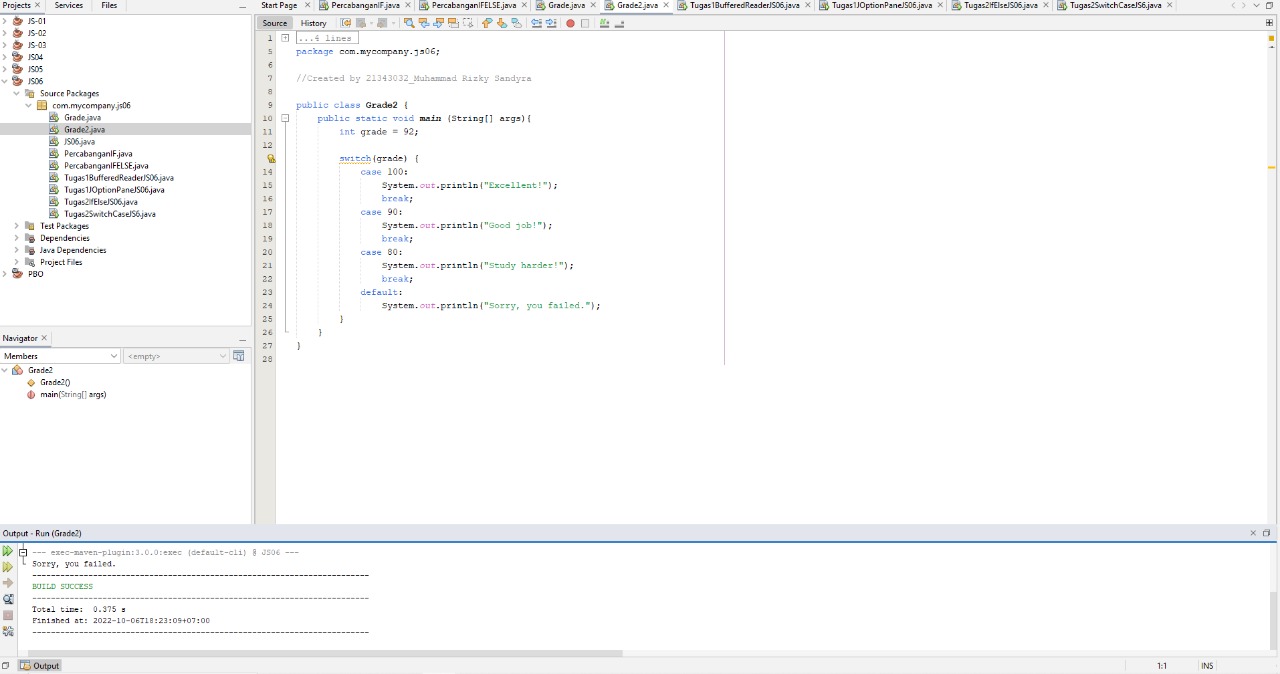 Projects Services Files
Start Page PercabanganIF.java PercabanganIFELSE.java Grade.java Grade2.java Tugas1BufferedReaderJS06.java Tugas1JOptionPaneJS06.java Tugas2IfElseJS06.java Tugas2SwitchCaseJS6.java
Source History
JS-01
JS-02
JS-03
JS04
JS05
JS06
Source Packages
com.mycompany.js06
Grade.java
Grade2.java
JS06.java
PercabanganIF.java
PercabanganIFELSE.java
Tugas1BufferedReaderJS06.java
Tugas1JOptionPaneJS06.java
Tugas2IfElseJS06.java
Tugas2SwitchCaseJS6.java
Test Packages
Dependencies
Java Dependencies
Project Files
PBO
Navigator
Members <empty>
Grade2
Grade2()
main(String[] args)
1 ...4 lines
5 package com.mycompany.js06;
6
7 //Created by 21343032_Muhammad Rizky Sandyra
8
9 public class Grade2 {
10 public static void main (String[] args){
11 int grade = 92;
12
switch(grade) {
14 case 100:
15 System.out.println("Excellent!");
16 break;
17 case 90:
18 System.out.println("Good job!");
19 break;
20 case 80:
21 System.out.println("Study harder!");
22 break;
23 default:
24 System.out.println("Sorry, you failed.");
25 }
26 }
27 }
28
Output - Run (Grade2)
--- exec-maven-plugin:3.0.0:exec (default-cli) @ JS06 ---
Sorry, you failed.
------------------------------------------------------------------------
BUILD SUCCESS
------------------------------------------------------------------------
Total time:  0.375 s
Finished at: 2022-10-06T18:23:09+07:00
------------------------------------------------------------------------
Output
1:1 INS